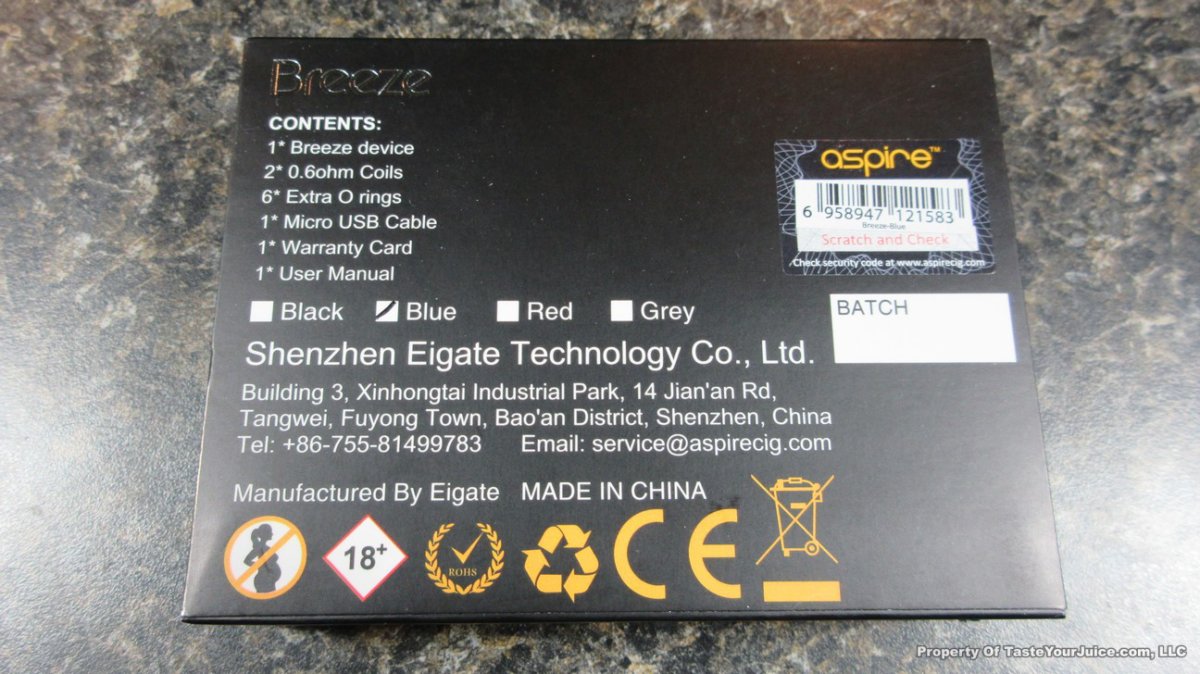 Breeze
CONTENTS:
1* Breeze device
2* 0.6ohm Coils
6* Extra O rings
1* Micro USB Cable
1* Warranty Card
1* User Manual
aspire™
6 958947 121583
Breeze-Blue
Scratch and Check
Check security code at www.aspirecig.com
Black Blue Red Grey
BATCH
Shenzhen Eigate Technology Co., Ltd.
Building 3, Xinhongtai Industrial Park, 14 Jian'an Rd,
Tangwei, Fuyong Town, Bao'an District, Shenzhen, China
Tel: +86-755-81499783 Email: service@aspirecig.com
Manufactured By Eigate MADE IN CHINA
18+
ROHS
CE
Property Of TasteYourJuice.com, LLC